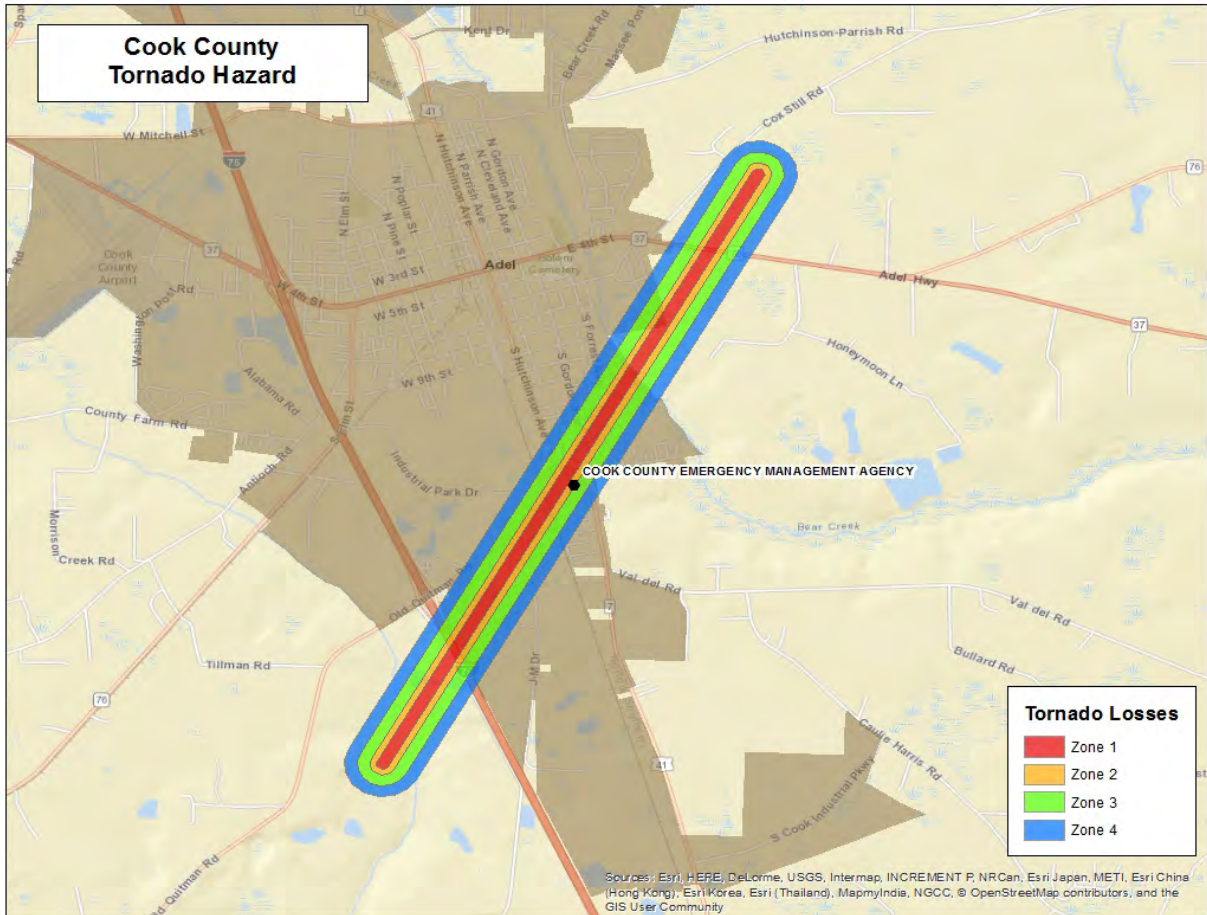 Cook County
Tornado Hazard
Kent Dr
Bear Creek Rd
Massee Post
Hutchinson-Parrish Rd
Cox Still Rd
41
W Mitchell St
75
76
N Elm St
N Poplar St
N Pine St
N Hutchinson Ave
N Parrish Ave
N Cleveland Ave
N Gordon Ave
37
Cook
County
Airport
W 3rd St
Adel
E 4th St
37
Cemetery
Adel Hwy
W 4th St
W 5th St
37
Alabama Rd
W 9th St
S Hutchinson Ave
Honeymoon Ln
County Farm Rd
S Elm St
Antioch Rd
Industrial Park Dr
COOK COUNTY EMERGENCY MANAGEMENT AGENCY
Morrison
Creek Rd
Bear Creek
Val del Rd
Val del Rd
7
Tillman Rd
J-M Dr
Bullard Rd
76
Caulie Harris Rd
41
S Cook Industrial Pkwy
Tornado Losses
Zone 1
Zone 2
Zone 3
Zone 4
Sources: Esri, HERE, DeLorme, USGS, Intermap, INCREMENT P, NRCan, Esri Japan, METI, Esri China
(Hong Kong), Esri Korea, Esri (Thailand), MapmyIndia, NGCC, © OpenStreetMap contributors, and the
GIS User Community